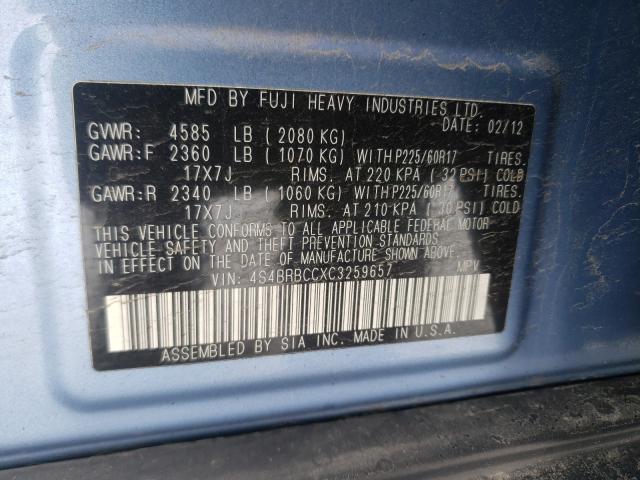 MFD BY FUJI HEAVY INDUSTRIES LTD.
DATE: 02/12
GVWR: 4585 LB ( 2080 KG)
GAWR:F 2360 LB ( 1070 KG) WITH P225/60R17 TIRES.
17X7J RIMS. AT 220 KPA ( 32 PSI) COLD
GAWR:R 2340 LB ( 1060 KG) WITH P225/60R17 TIRES.
17X7J RIMS. AT 210 KPA ( 30 PSI) COLD
THIS VEHICLE CONFORMS TO ALL APPLICABLE FEDERAL MOTOR
VEHICLE SAFETY AND THEFT PREVENTION STANDARDS
IN EFFECT ON THE DATE OF MANUFACTURE SHOWN ABOVE.
VIN: 4S4BRBCCXC3259657 MPV
ASSEMBLED BY SIA INC. MADE IN U.S.A.